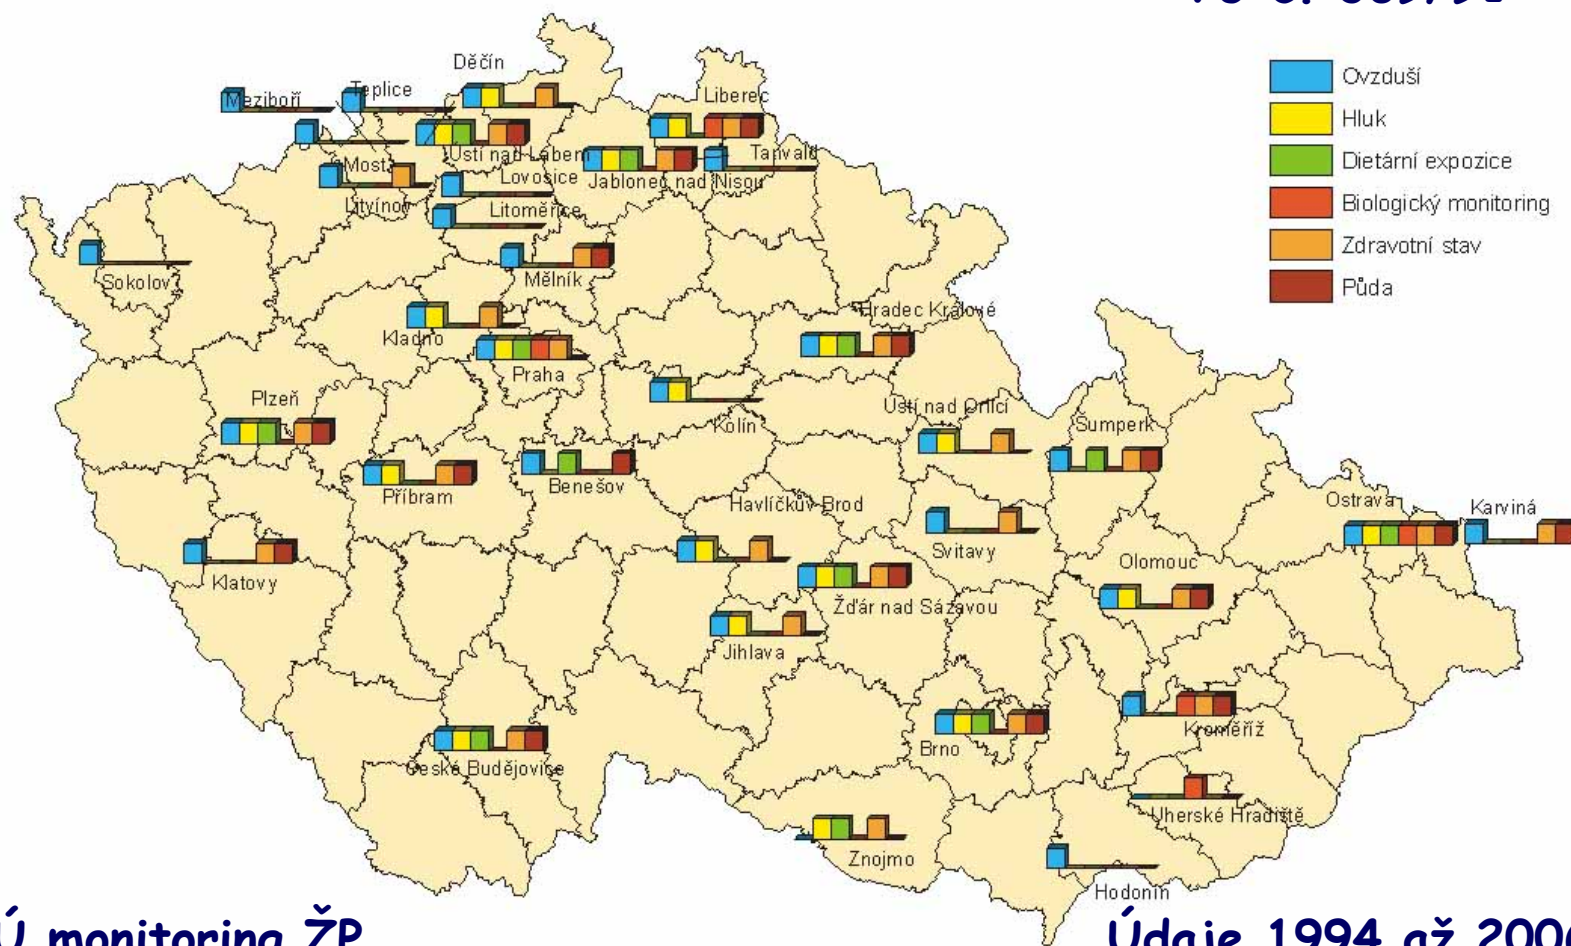 Děčín
Meziboří
Teplice
Liberec
Most
Ústí nad Labem
Tanvald
Jablonec nad Nisou
Lovosice
Litvínov
Litoměřice
Sokolov
Mělník
Hradec Králové
Kladno
Praha
Plzeň
Kolín
Ústí nad Orlicí
Šumperk
Příbram
Benešov
Havlíčkův Brod
Ostrava
Karviná
Svitavy
Olomouc
Klatovy
Žďár nad Sázavou
Jihlava
Kroměříž
Brno
České Budějovice
Uherské Hradiště
Znojmo
Hodonín
Ovzduší
Hluk
Dietární expozice
Biologický monitoring
Zdravotní stav
Půda
Ú monitoring ŽP
Údaje 1994 až 2006